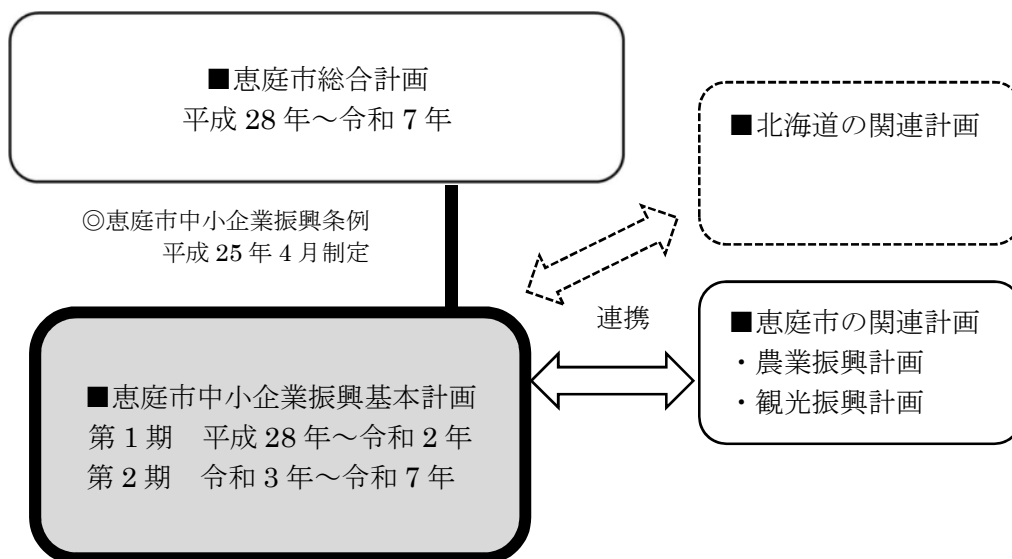 ■恵庭市総合計画
平成 28 年～令和 7 年
■北海道の関連計画
◎恵庭市中小企業振興条例
平成 25 年 4 月制定
連携
■恵庭市の関連計画
・農業振興計画
・観光振興計画
■恵庭市中小企業振興基本計画
第 1 期　平成 28 年～令和 2 年
第 2 期　令和 3 年～令和 7 年